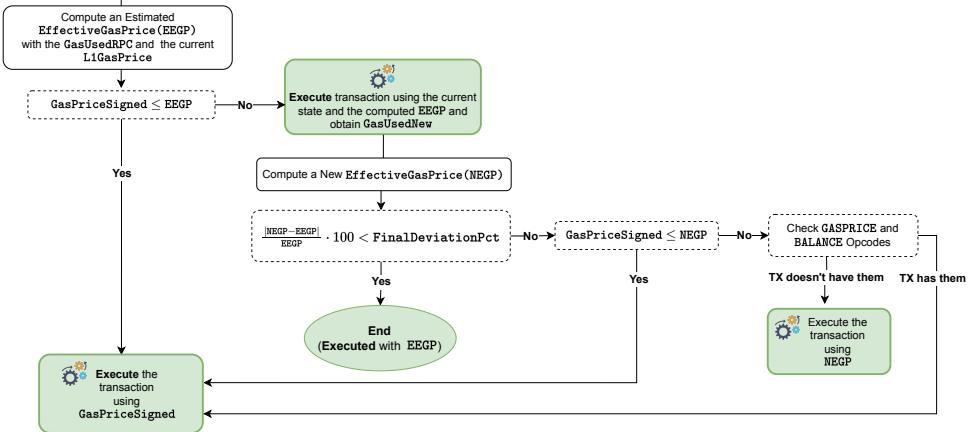 Compute an Estimated
EffectiveGasPrice(EEGP)
with the GasUsedRPC and the current
L1GasPrice
GasPriceSigned ≤ EEGP
No
Execute transaction using the current
state and the computed EEGP and
obtain GasUsedNew
Yes
Compute a New EffectiveGasPrice(NEGP)
|NEGP−EEGP|
EEGP
· 100 < FinalDeviationPct
No
GasPriceSigned ≤ NEGP
No
Check GASPRICE and
BALANCE Opcodes
Yes
Yes
TX doesn't have them
TX has them
End
(Executed with EEGP)
Execute the
transaction
using
NEGP
Execute the
transaction
using
GasPriceSigned